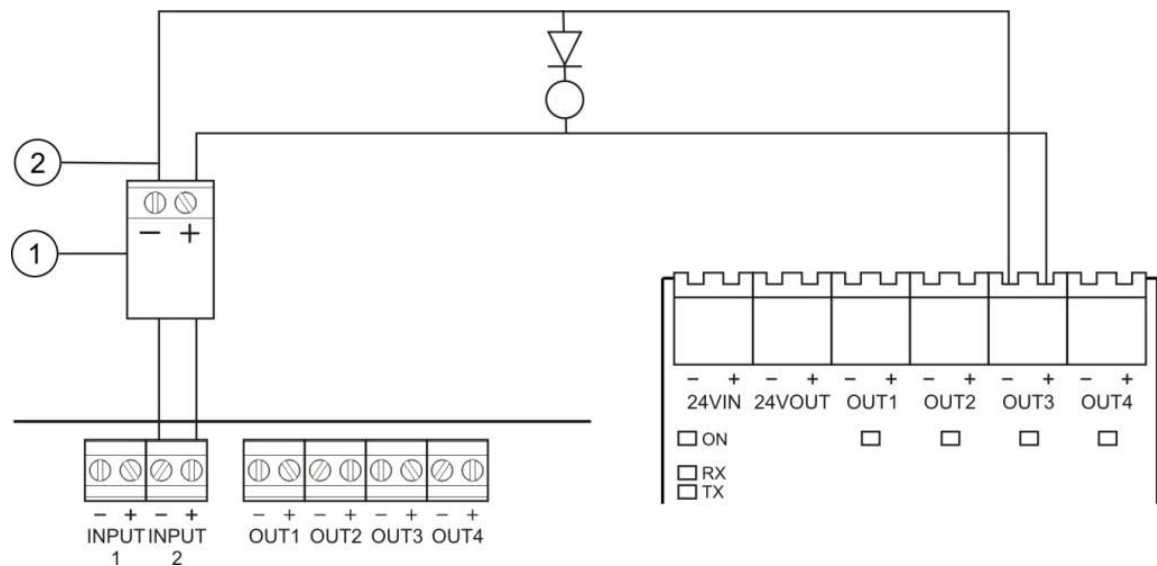 2
− +
1
− + − + − + − + − + − +
24VIN 24VOUT OUT1 OUT2 OUT3 OUT4
ON
RX
TX
− + − + − + − + − + − +
INPUT INPUT OUT1 OUT2 OUT3 OUT4
1 2